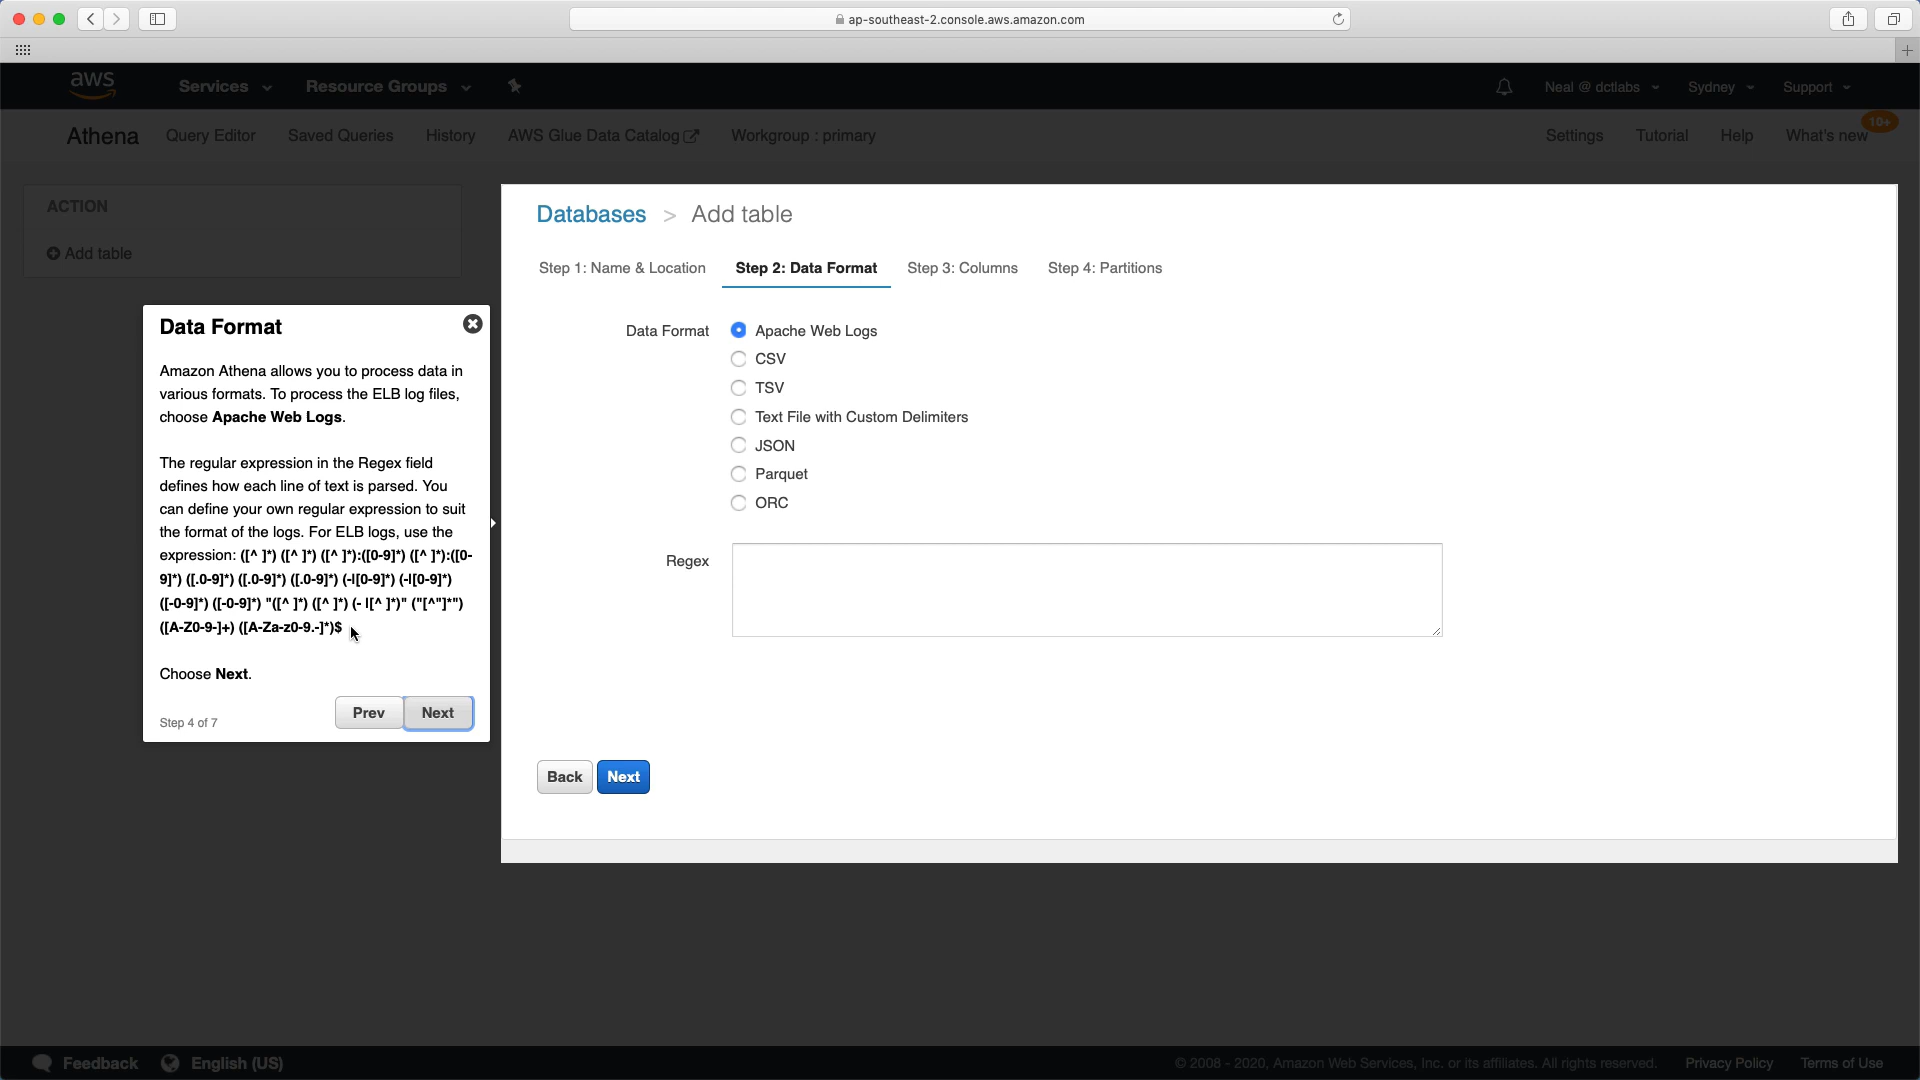 ap-southeast-2.console.aws.amazon.com
aws Services Resource Groups Neal @ dctlabs Sydney Support
Athena Query Editor Saved Queries History AWS Glue Data Catalog Workgroup : primary Settings Tutorial Help What's new 10+
ACTION
Add table
Databases > Add table
Step 1: Name & Location Step 2: Data Format Step 3: Columns Step 4: Partitions
Data Format
Amazon Athena allows you to process data in
various formats. To process the ELB log files,
choose Apache Web Logs.
The regular expression in the Regex field
defines how each line of text is parsed. You
can define your own regular expression to suit
the format of the logs. For ELB logs, use the
expression: ([^ ]*) ([^ ]*) ([^ ]*):([0-9]*) ([^ ]*):([0-
9]*) ([.0-9]*) ([.0-9]*) ([.0-9]*) (-|[0-9]*) (-|[0-9]*)
([-0-9]*) ([-0-9]*) "([^ ]*) ([^ ]*) (- |[^ ]*)" ("[^"]*")
([A-Z0-9-]+) ([A-Za-z0-9.-]*)$
Choose Next.
Step 4 of 7
Prev Next
Data Format Apache Web Logs
CSV
TSV
Text File with Custom Delimiters
JSON
Parquet
ORC
Regex
Back Next
Feedback English (US) © 2008 - 2020, Amazon Web Services, Inc. or its affiliates. All rights reserved. Privacy Policy Terms of Use